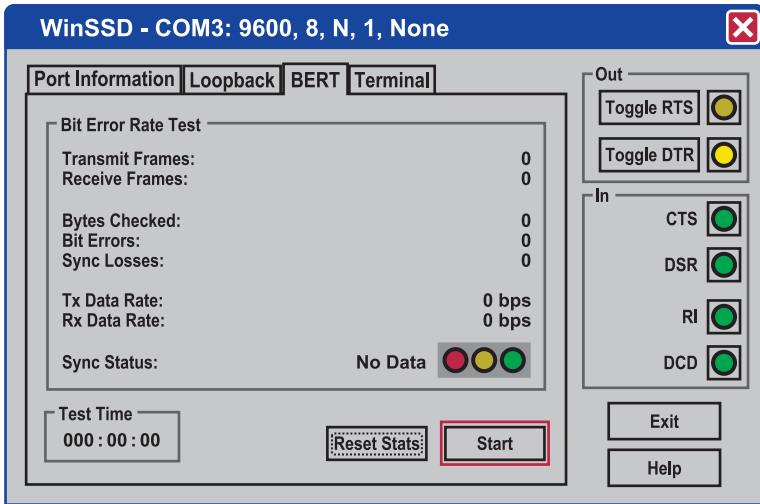 WinSSD - COM3: 9600, 8, N, 1, None
Port Information Loopback BERT Terminal
Bit Error Rate Test
Transmit Frames: 0
Receive Frames: 0
Bytes Checked: 0
Bit Errors: 0
Sync Losses: 0
Tx Data Rate: 0 bps
Rx Data Rate: 0 bps
Sync Status: No Data
Test Time
000 : 00 : 00
Reset Stats Start
Out
Toggle RTS
Toggle DTR
In
CTS
DSR
RI
DCD
Exit
Help